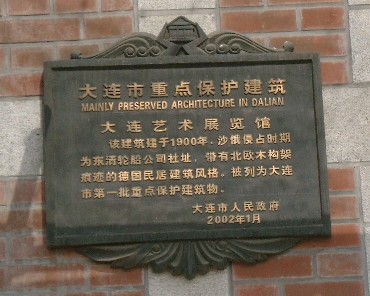 大连市重点保护建筑
MAINLY PRESERVED ARCHITECTURE IN DALIAN
大连艺术展览馆
该建筑建于1900年、沙俄侵占时期
为东清轮船公司社址、带有北欧木构架
痕迹的德国民居建筑风格。被列为大连
市第一批重点保护建筑物。
大连市人民政府
2002年1月